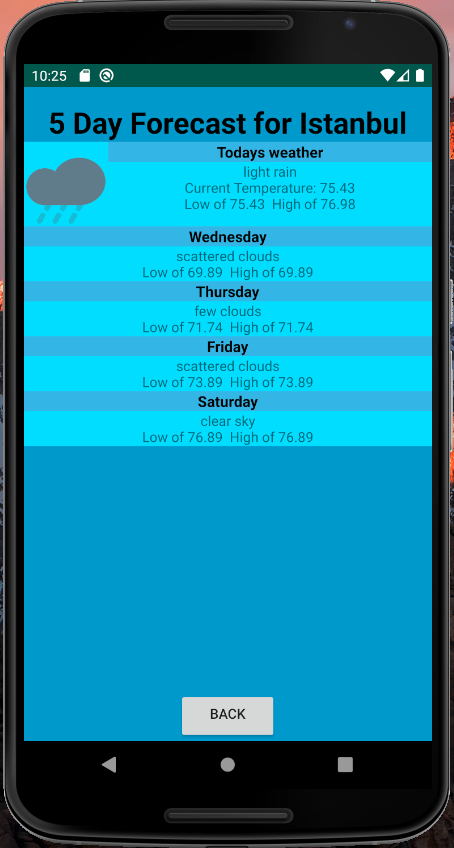 10:25
5 Day Forecast for Istanbul
Todays weather
light rain
Current Temperature: 75.43
Low of 75.43 High of 76.98
Wednesday
scattered clouds
Low of 69.89 High of 69.89
Thursday
few clouds
Low of 71.74 High of 71.74
Friday
scattered clouds
Low of 73.89 High of 73.89
Saturday
clear sky
Low of 76.89 High of 76.89
BACK